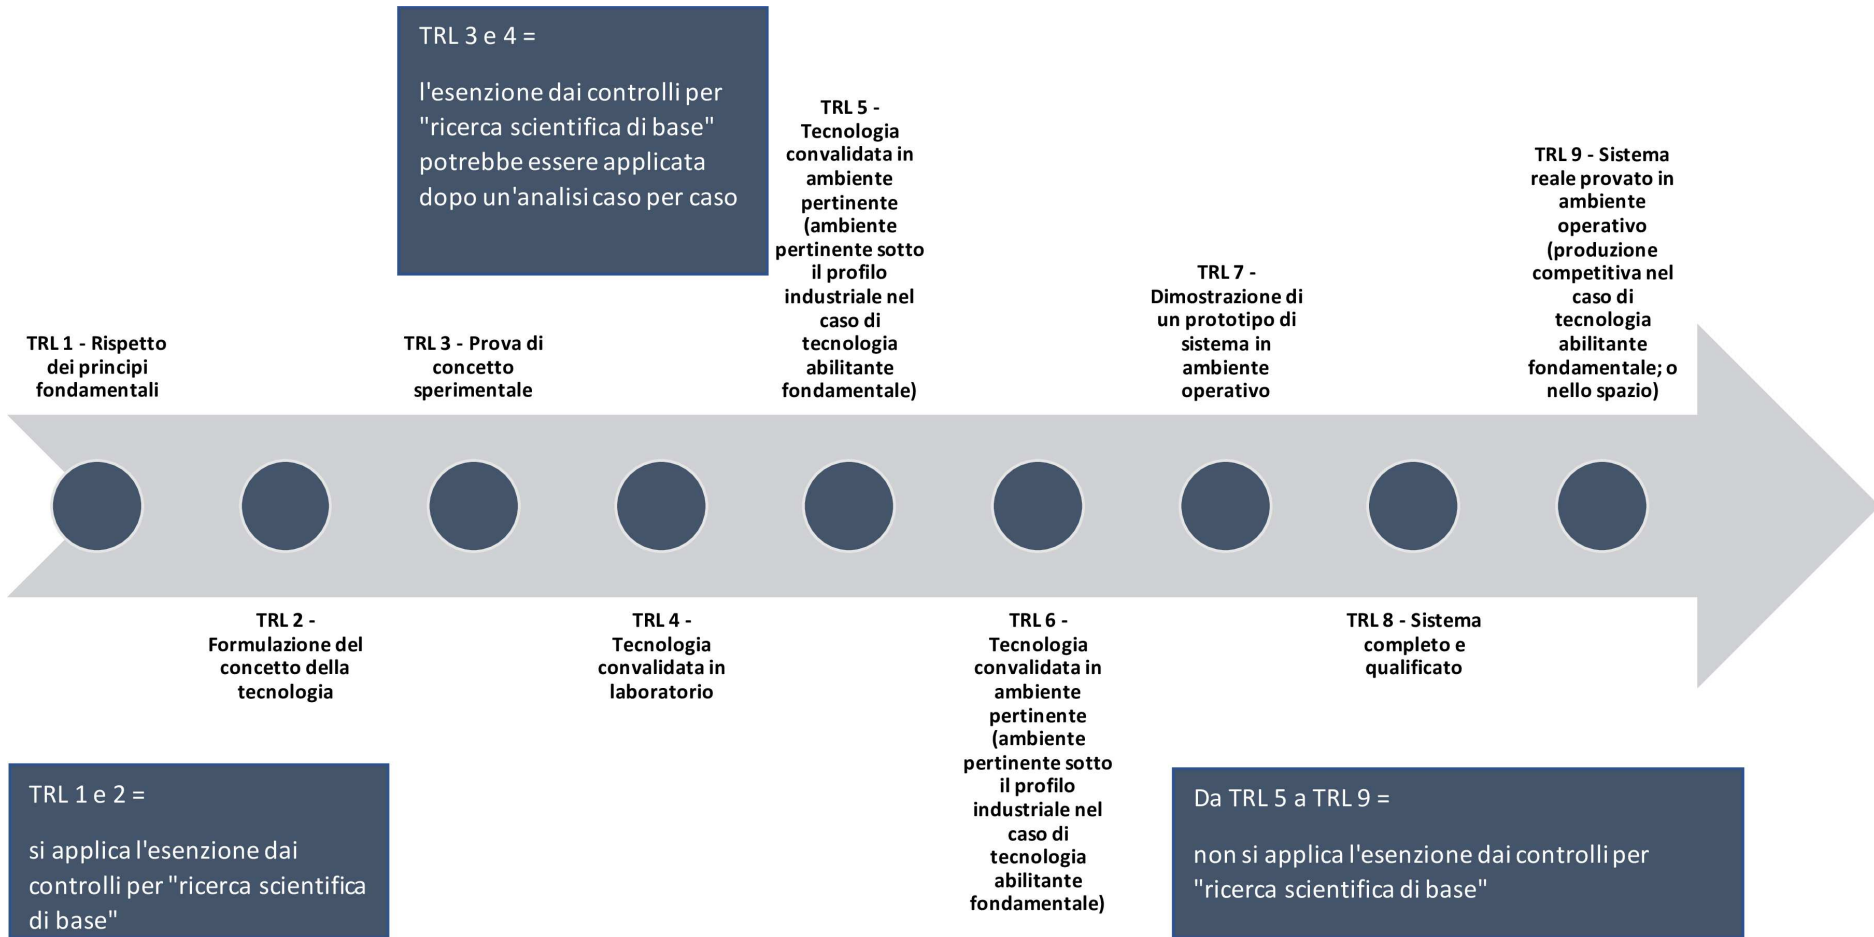 TRL 3 e 4 =
l'esenzione dai controlli per
"ricerca scientifica di base"
potrebbe essere applicata
dopo un'analisi caso per caso
TRL 1 - Rispetto
dei principi
fondamentali
TRL 3 - Prova di
concetto
sperimentale
TRL 5 -
Tecnologia
convalidata in
ambiente
pertinente
(ambiente
pertinente sotto
il profilo
industriale nel
caso di
tecnologia
abilitante
fondamentale)
TRL 7 -
Dimostrazione di
un prototipo di
sistema in
ambiente
operativo
TRL 9 - Sistema
reale provato in
ambiente
operativo
(produzione
competitiva nel
caso di
tecnologia
abilitante
fondamentale; o
nello spazio)
TRL 2 -
Formulazione del
concetto della
tecnologia
TRL 4 -
Tecnologia
convalidata in
laboratorio
TRL 6 -
Tecnologia
convalidata in
ambiente
pertinente
(ambiente
pertinente sotto
il profilo
industriale nel
caso di
tecnologia
abilitante
fondamentale)
TRL 8 - Sistema
completo e
qualificato
TRL 1 e 2 =
si applica l'esenzione dai
controlli per "ricerca scientifica
di base"
Da TRL 5 a TRL 9 =
non si applica l'esenzione dai controlli per
"ricerca scientifica di base"